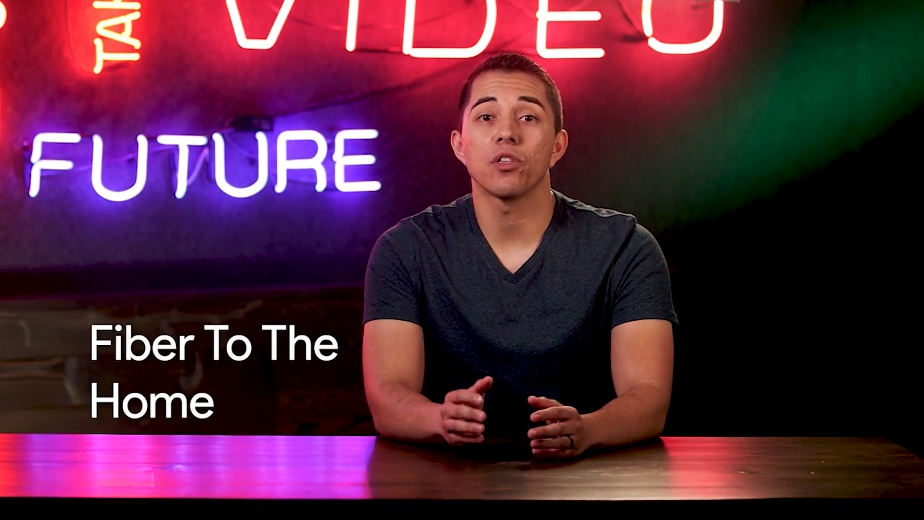 VIDEO
FUTURE
Fiber To The
Home